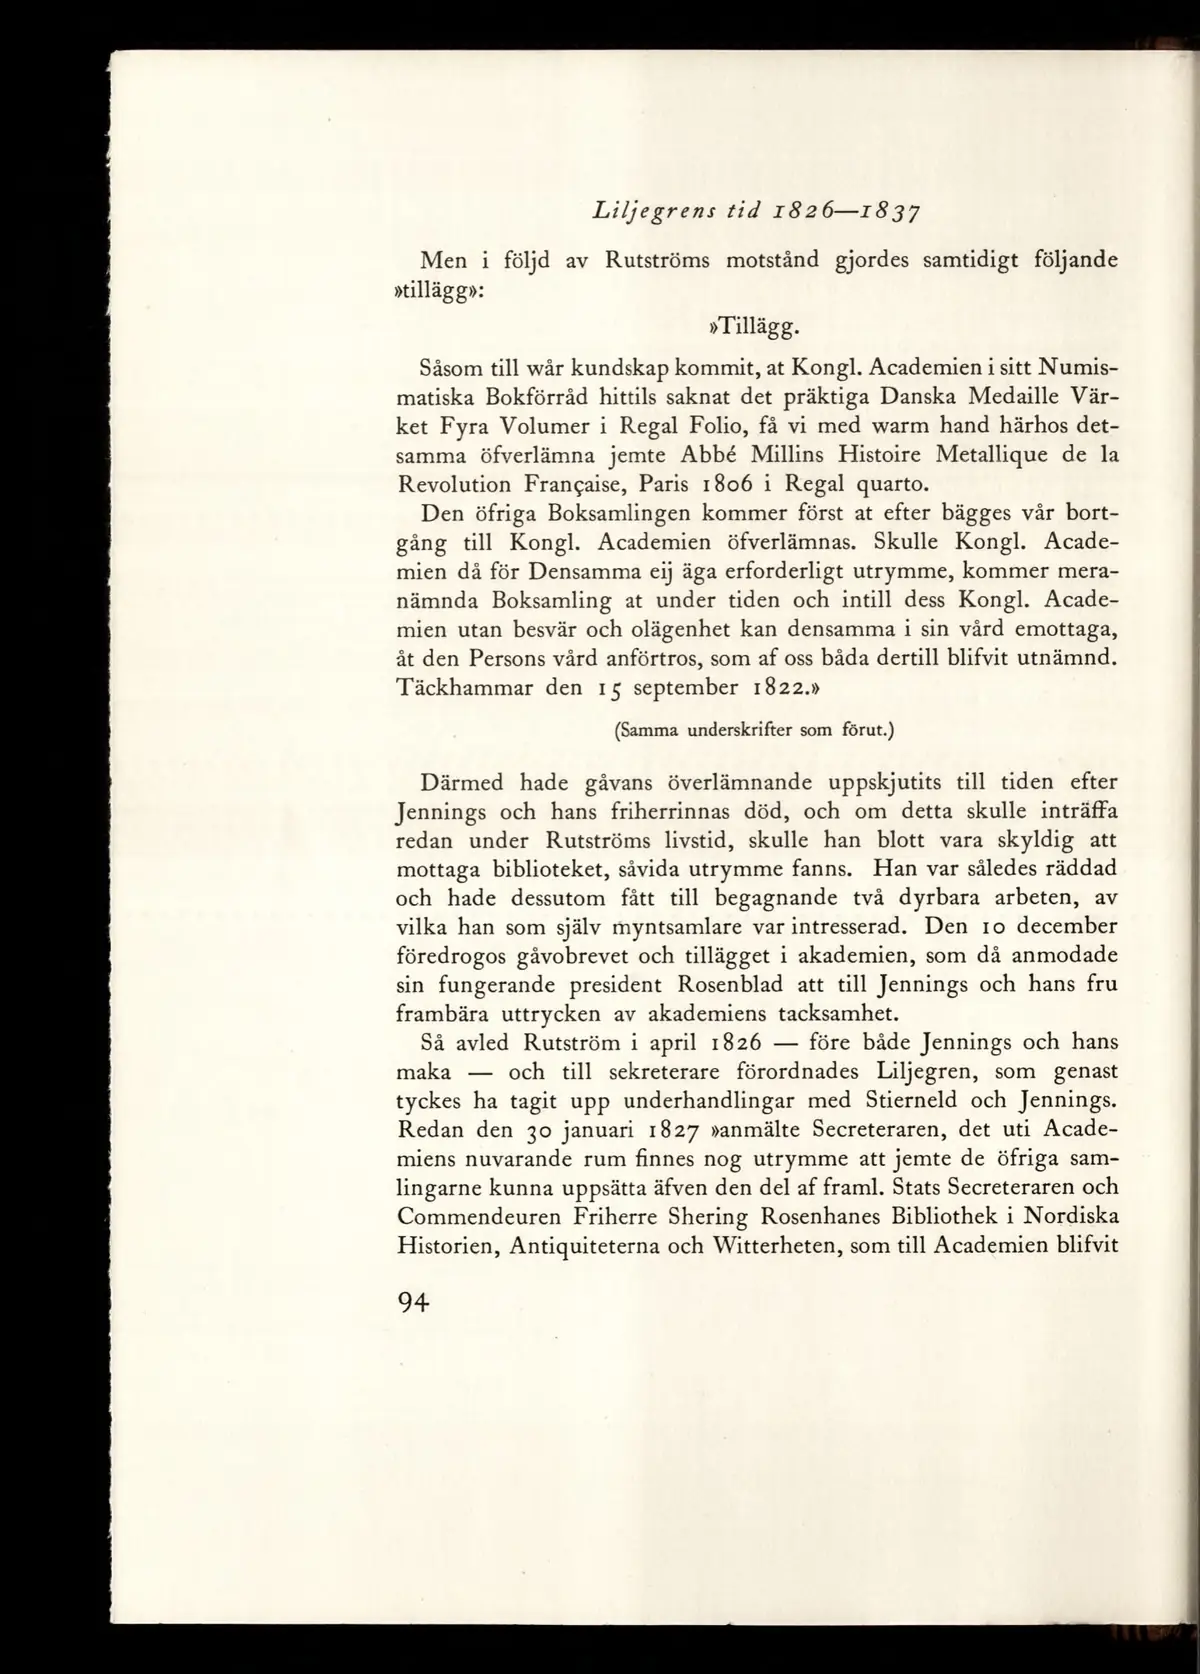 Liljegrens tid 1826—1837
Men i följd av Rutströms motstånd gjordes samtidigt följande
»tillägg»:
»Tillägg.
Såsom till wår kundskap kommit, at Kongl. Academien i sitt Numis-
matiska Bokförråd hittils saknat det präktiga Danska Medaille Vär-
ket Fyra Volumer i Regal Folio, få vi med warm hand härhos det-
samma öfverlämna jemte Abbé Millins Histoire Metallique de la
Revolution Française, Paris 1806 i Regal quarto.
Den öfriga Boksamlingen kommer först at efter bägges vår bort-
gång till Kongl. Academien öfverlämnas. Skulle Kongl. Acade-
mien då för Densamma eij äga erforderligt utrymme, kommer mera-
nämnda Boksamling at under tiden och intill dess Kongl. Acade-
mien utan besvär och olägenhet kan densamma i sin vård emottaga,
åt den Persons vård anförtros, som af oss båda dertill blifvit utnämnd.
Täckhammar den 15 september 1822.»
(Samma underskrifter som förut.)
Därmed hade gåvans överlämnande uppskjutits till tiden efter
Jennings och hans friherrinnas död, och om detta skulle inträffa
redan under Rutströms livstid, skulle han blott vara skyldig att
mottaga biblioteket, såvida utrymme fanns. Han var således räddad
och hade dessutom fått till begagnande två dyrbara arbeten, av
vilka han som själv myntsamlare var intresserad. Den 10 december
föredrogos gåvobrevet och tillägget i akademien, som då anmodade
sin fungerande president Rosenblad att till Jennings och hans fru
frambära uttrycken av akademiens tacksamhet.
Så avled Rutström i april 1826 — före både Jennings och hans
maka — och till sekreterare förordnades Liljegren, som genast
tyckes ha tagit upp underhandlingar med Stierneld och Jennings.
Redan den 30 januari 1827 »anmälte Secreteraren, det uti Acade-
miens nuvarande rum finnes nog utrymme att jemte de öfriga sam-
lingarne kunna uppsätta äfven den del af framl. Stats Secreteraren och
Commendeuren Friherre Shering Rosenhanes Bibliothek i Nordiska
Historien, Antiquiteterna och Witterheten, som till Academien blifvit
94